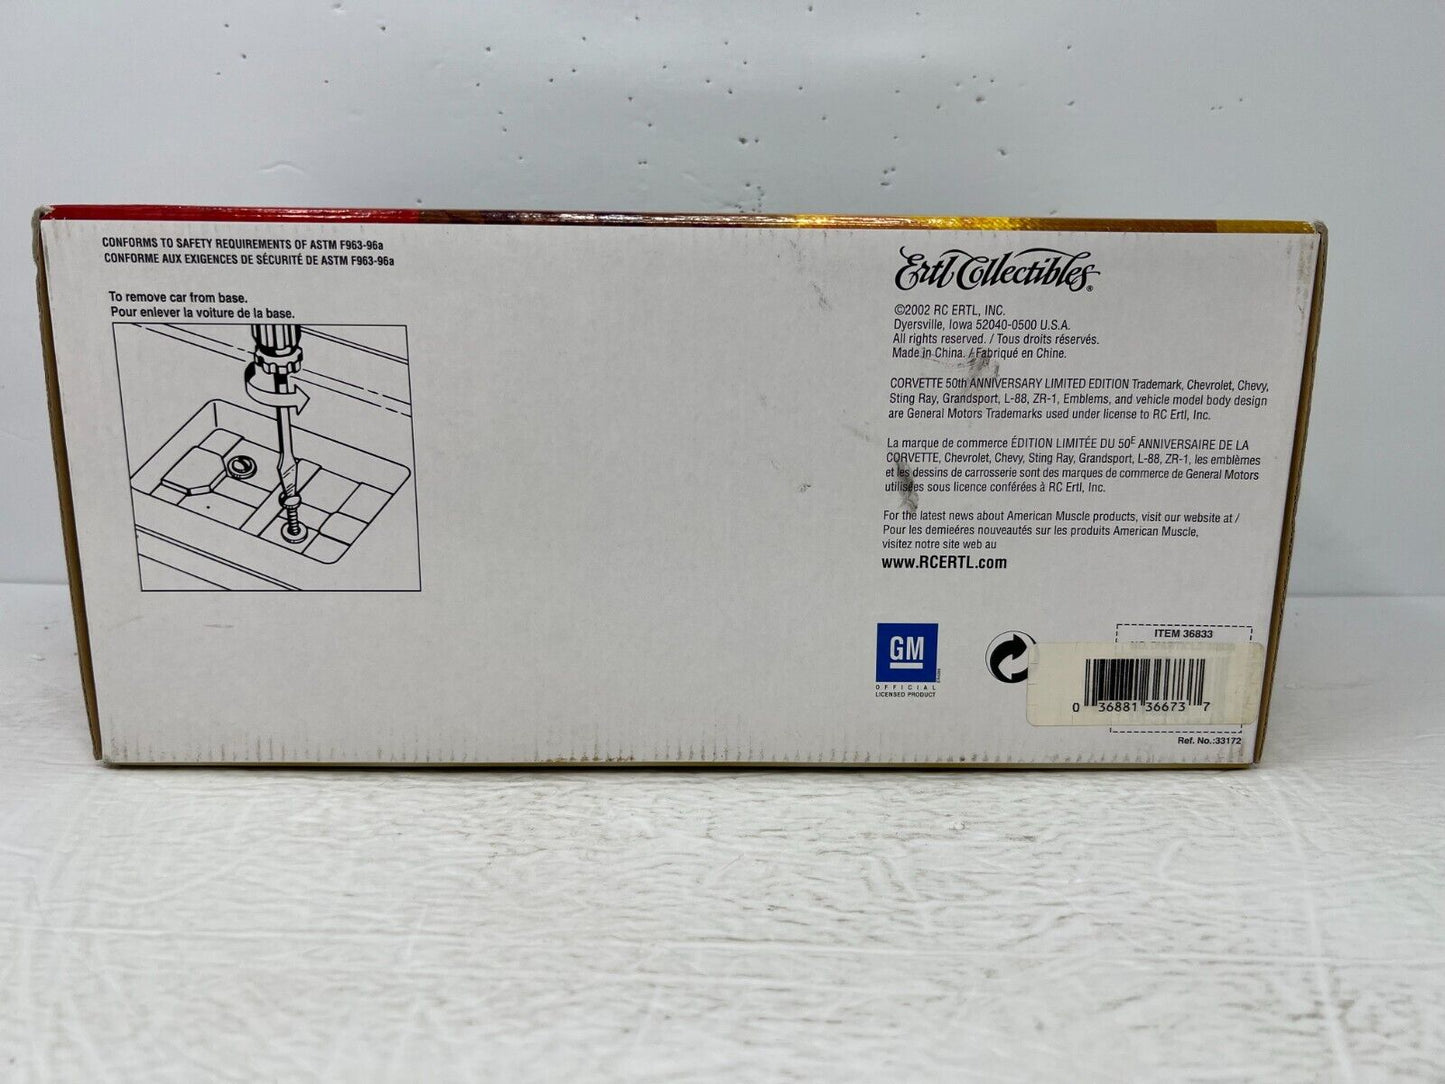 CONFORMS TO SAFETY REQUIREMENTS OF ASTM F963-96a
CONFORME AUX EXIGENCES DE SÉCURITÉ DE ASTM F963-96a
To remove car from base.
Pour enlever la voiture de la base.
Ertl Collectibles®
©2002 RC ERTL, INC.
Dyersville, Iowa 52040-0500 U.S.A.
All rights reserved. / Tous droits réservés.
Made in China. / Fabriqué en Chine.
CORVETTE 50th ANNIVERSARY LIMITED EDITION Trademark, Chevrolet, Chevy,
Sting Ray, Grandsport, L-88, ZR-1, Emblems, and vehicle model body design
are General Motors Trademarks used under license to RC Ertl, Inc.
La marque de commerce ÉDITION LIMITÉE DU 50E ANNIVERSAIRE DE LA
CORVETTE, Chevrolet, Chevy, Sting Ray, Grandsport, L-88, ZR-1, les emblèmes
et les dessins de carrosserie sont des marques de commerce de General Motors
utilisées sous licence conférées à RC Ertl, Inc.
For the latest news about American Muscle products, visit our website at /
Pour les demieéres nouveautés sur les produits American Muscle,
visitez notre site web au
www.RCERTL.com
GM
OFFICIAL
LICENSED PRODUCT
ITEM 36833
0 36881 36673 7
Ref. No.:33172